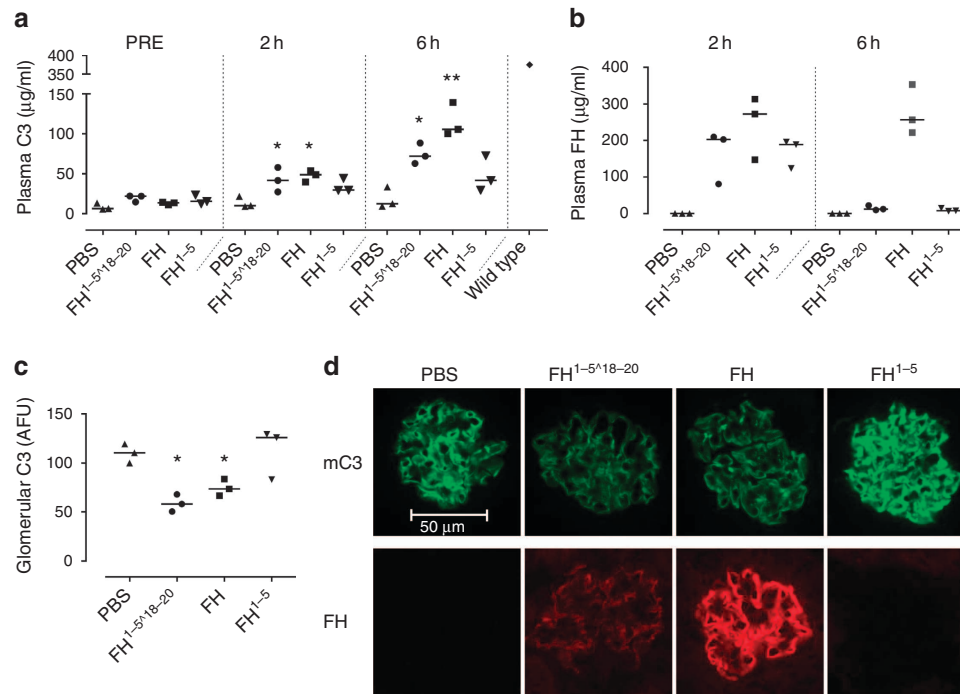 a
PRE
2 h
6 h
Plasma C3 (µg/ml)
400
350
150
100
50
0
* * * **
PBS
FH1–5^18–20
FH
FH1–5
PBS
FH1–5^18–20
FH
FH1–5
PBS
FH1–5^18–20
FH
FH1–5
Wild type
b
2 h
6 h
Plasma FH (µg/ml)
400
300
200
100
0
PBS
FH1–5^18–20
FH
FH1–5
PBS
FH1–5^18–20
FH
FH1–5
c
Glomerular C3 (AFU)
150
100
50
0
* *
PBS
FH1–5^18–20
FH
FH1–5
d
PBS FH1–5^18–20 FH FH1–5
mC3
50 µm
FH